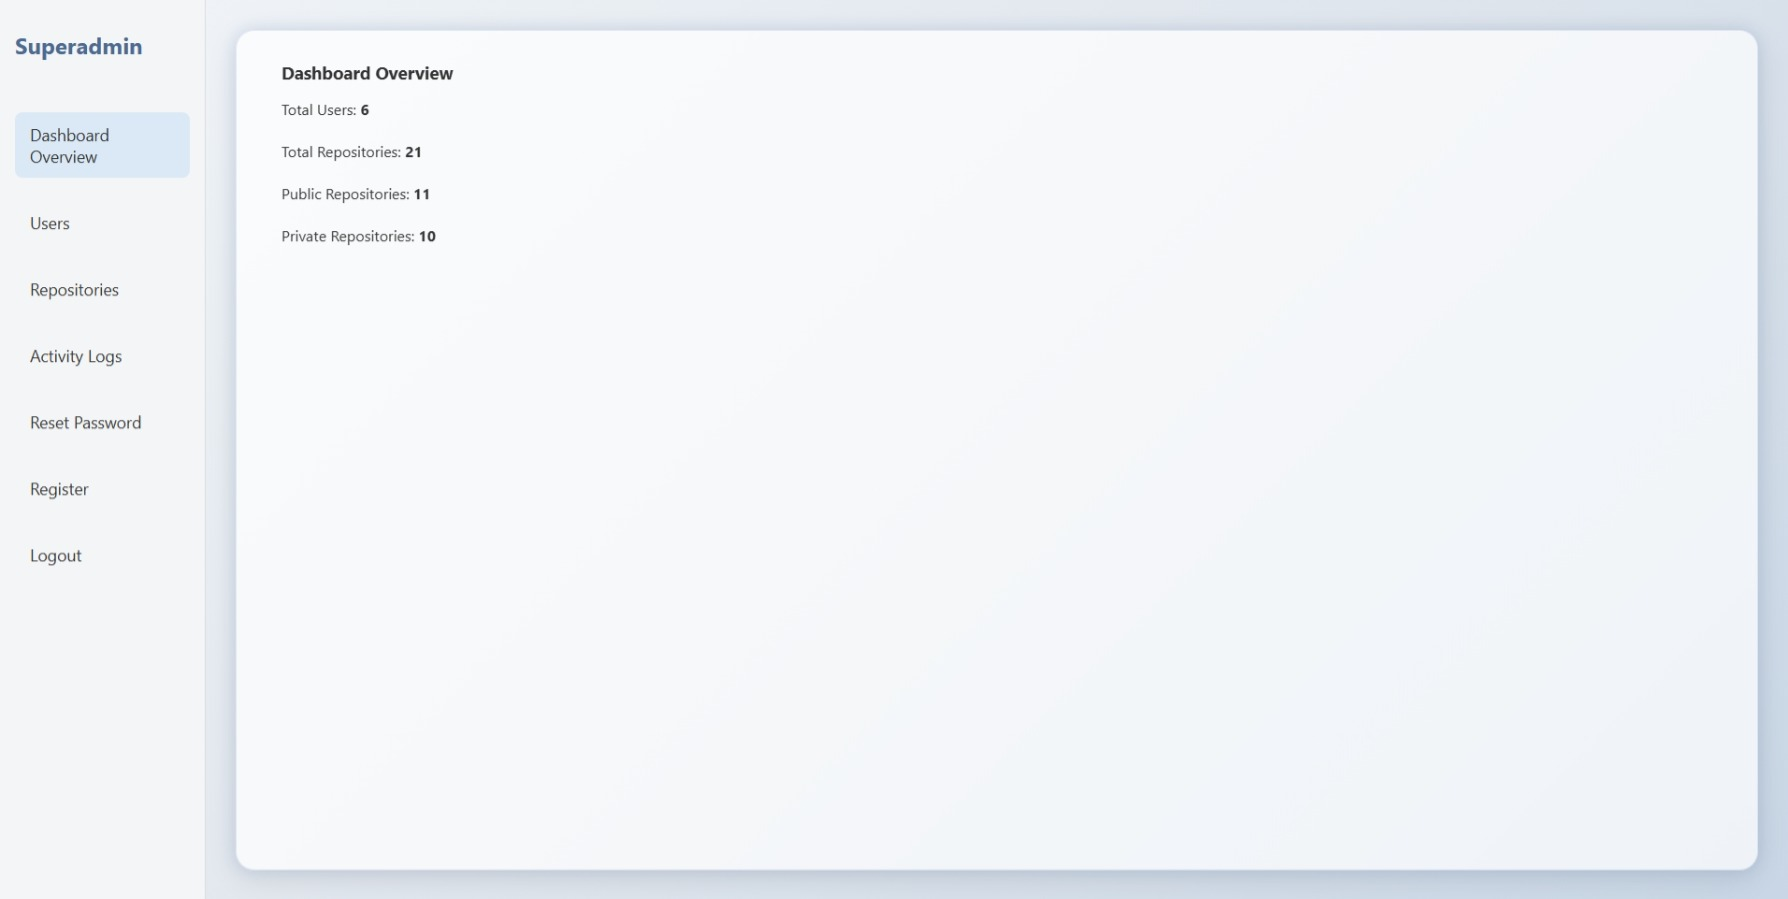 Superadmin
Dashboard
Overview
Users
Repositories
Activity Logs
Reset Password
Register
Logout
Dashboard Overview
Total Users: 6
Total Repositories: 21
Public Repositories: 11
Private Repositories: 10